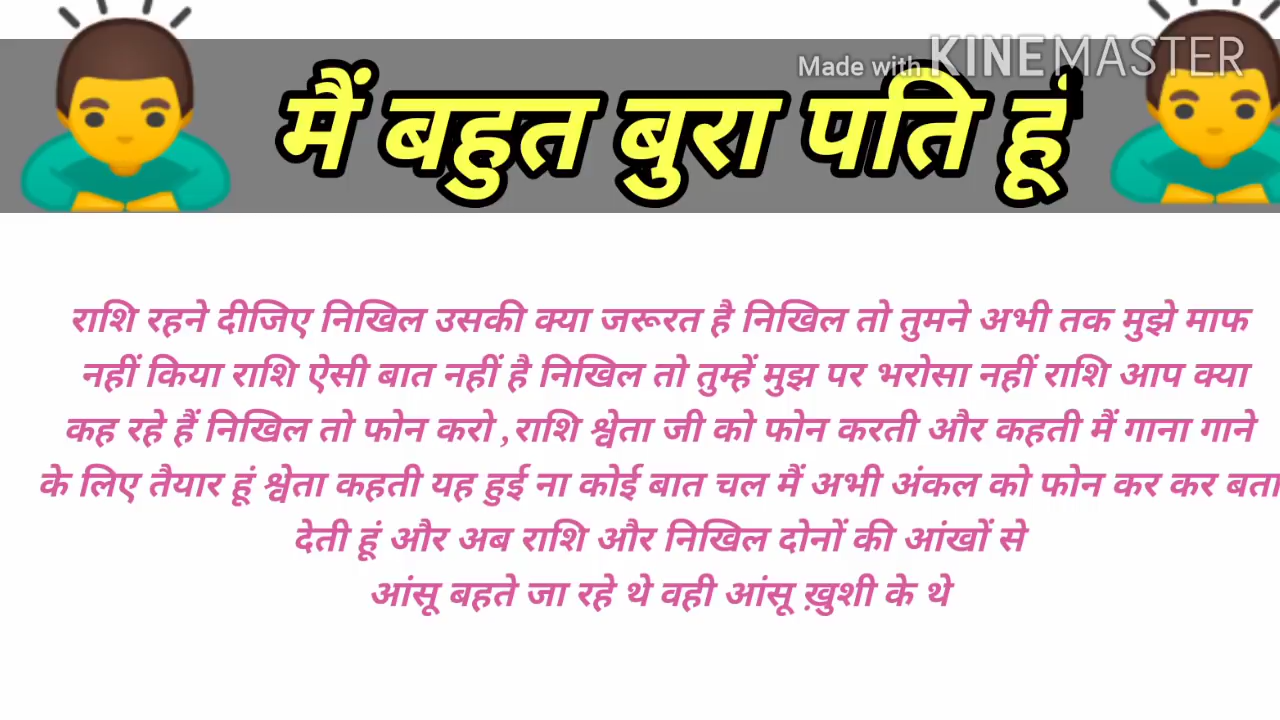 Made with KINEMASTER
मैं बहुत बुरा पति हूं
राशि रहने दीजिए निखिल उसकी क्या जरूरत है निखिल तो तुमने अभी तक मुझे माफ
नहीं किया राशि ऐसी बात नहीं है निखिल तो तुम्हें मुझ पर भरोसा नहीं राशि आप क्या
कह रहे हैं निखिल तो फोन करो ,राशि श्वेता जी को फोन करती और कहती मैं गाना गाने
के लिए तैयार हूं श्वेता कहती यह हुई ना कोई बात चल मैं अभी अंकल को फोन कर कर बता
देती हूं और अब राशि और निखिल दोनों की आंखों से
आंसू बहते जा रहे थे वही आंसू ख़ुशी के थे